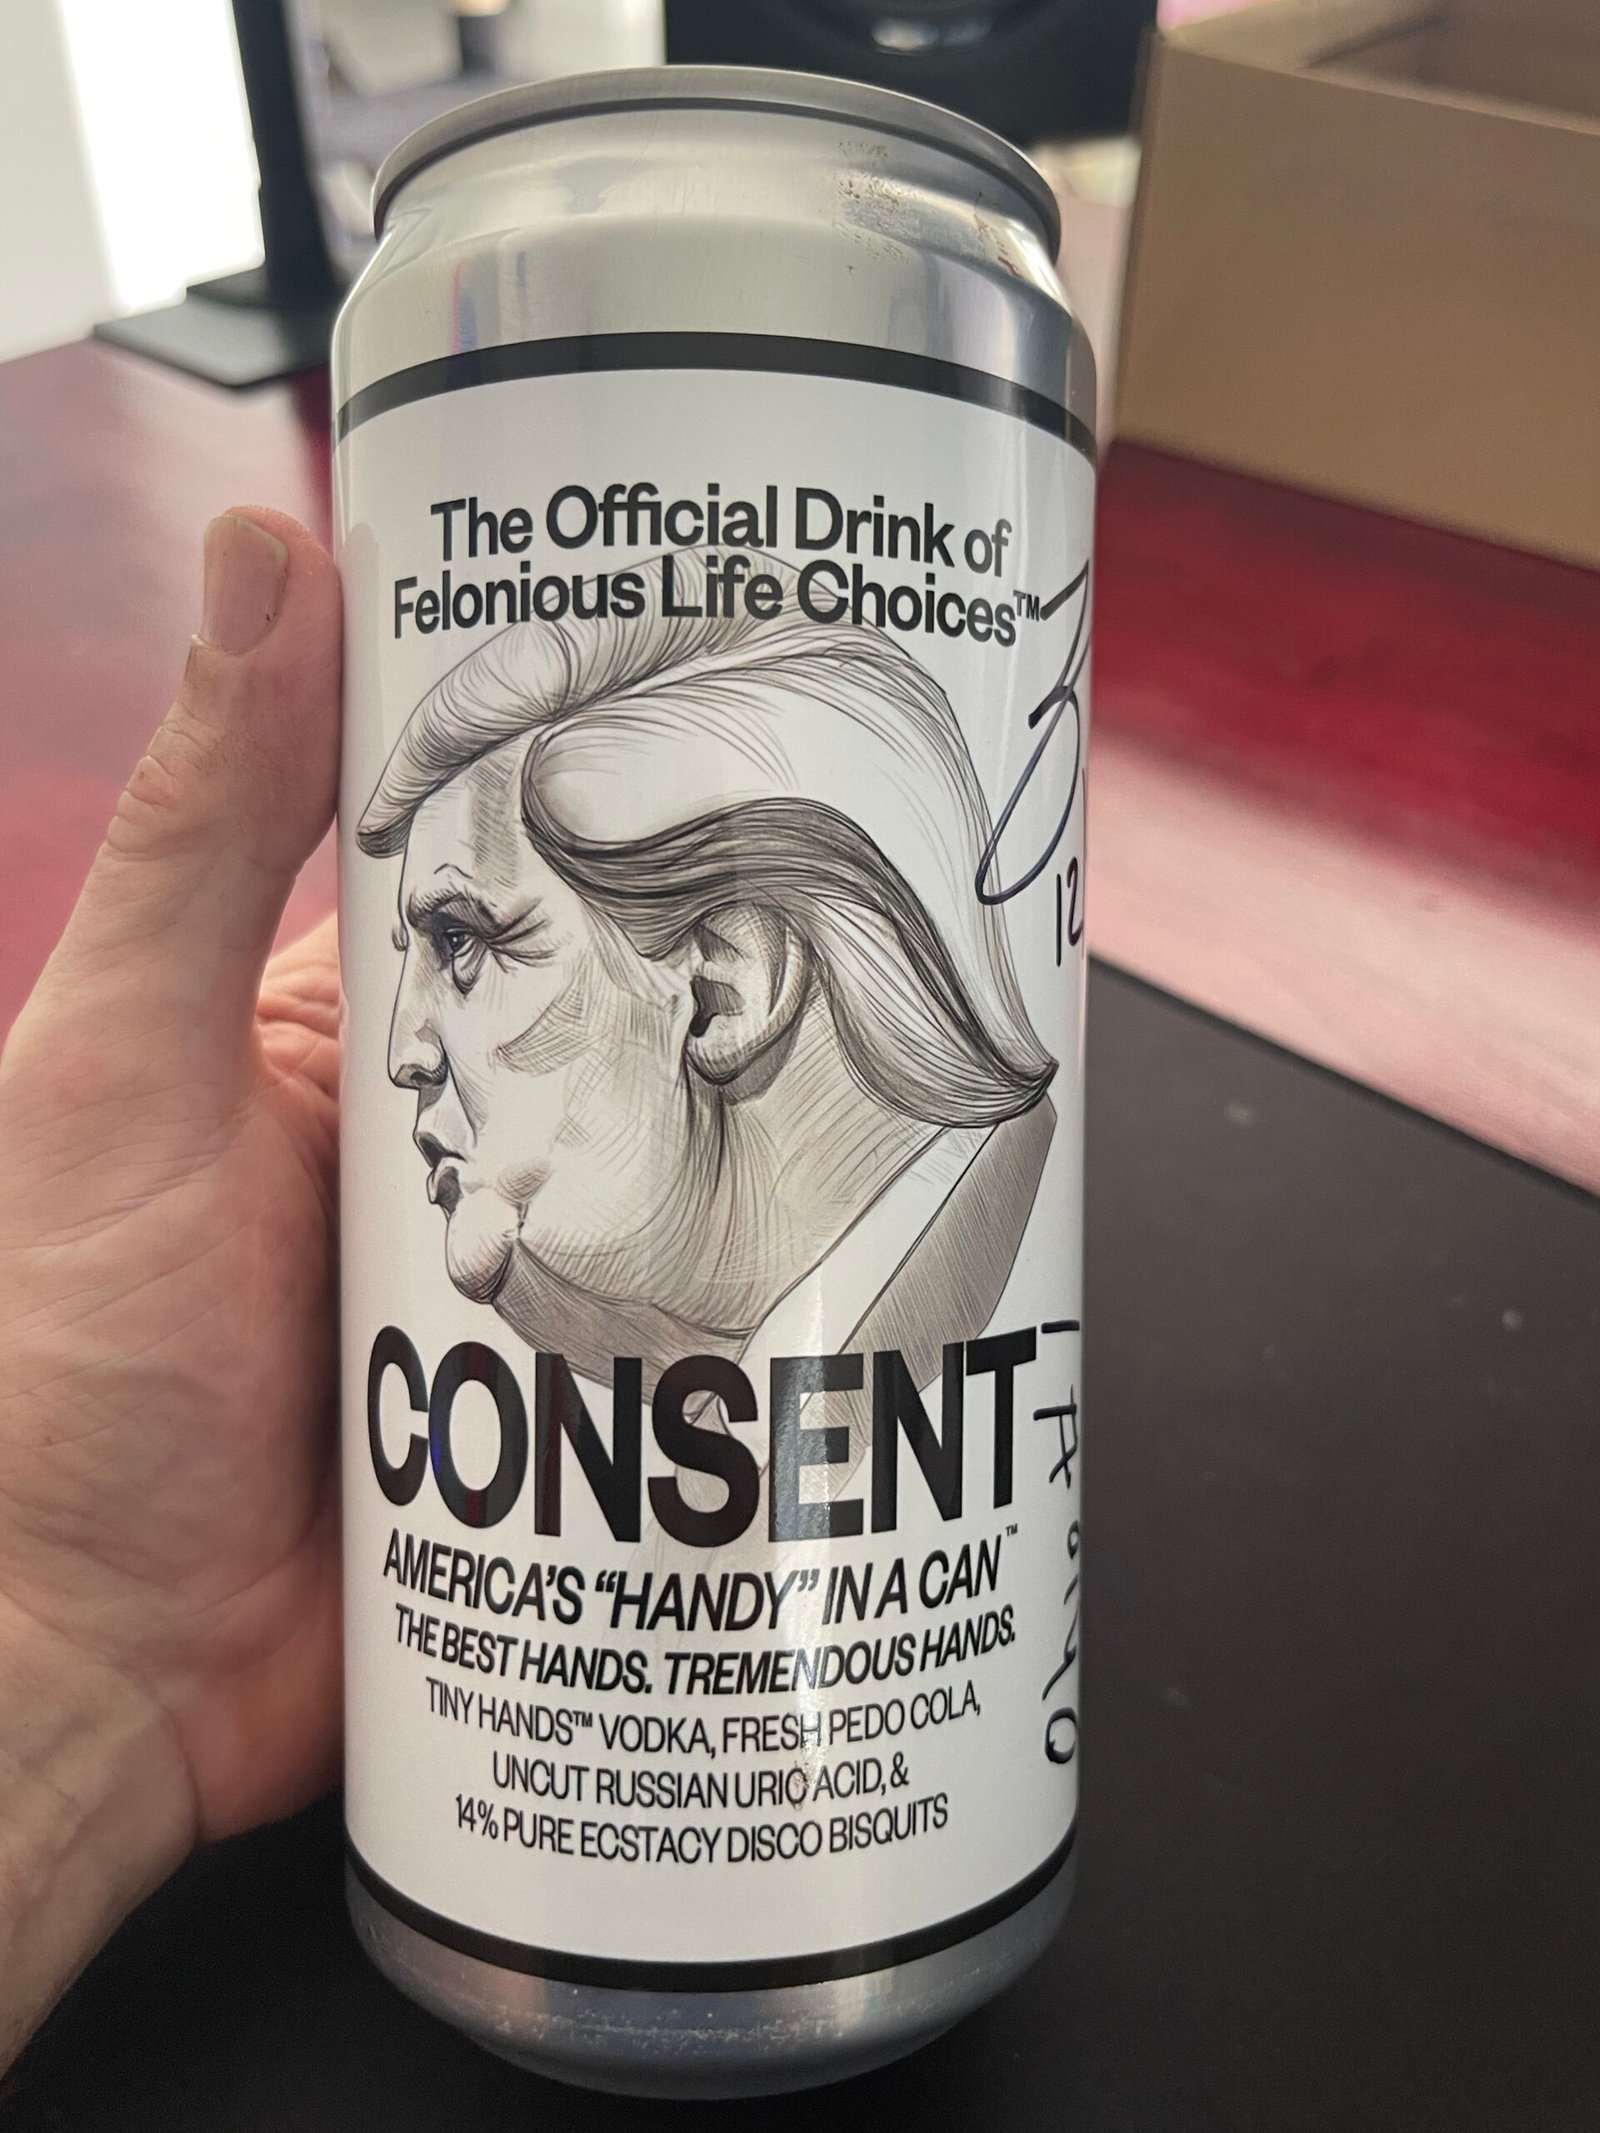 The Official Drink of
Felonious Life Choices™
12
CONSENT
AMERICA'S “HANDY” IN A CAN™
THE BEST HANDS. TREMENDOUS HANDS.
TINY HANDS™ VODKA, FRESH PEDO COLA,
UNCUT RUSSIAN URIC ACID, &
14% PURE ECSTACY DISCO BISQUITS